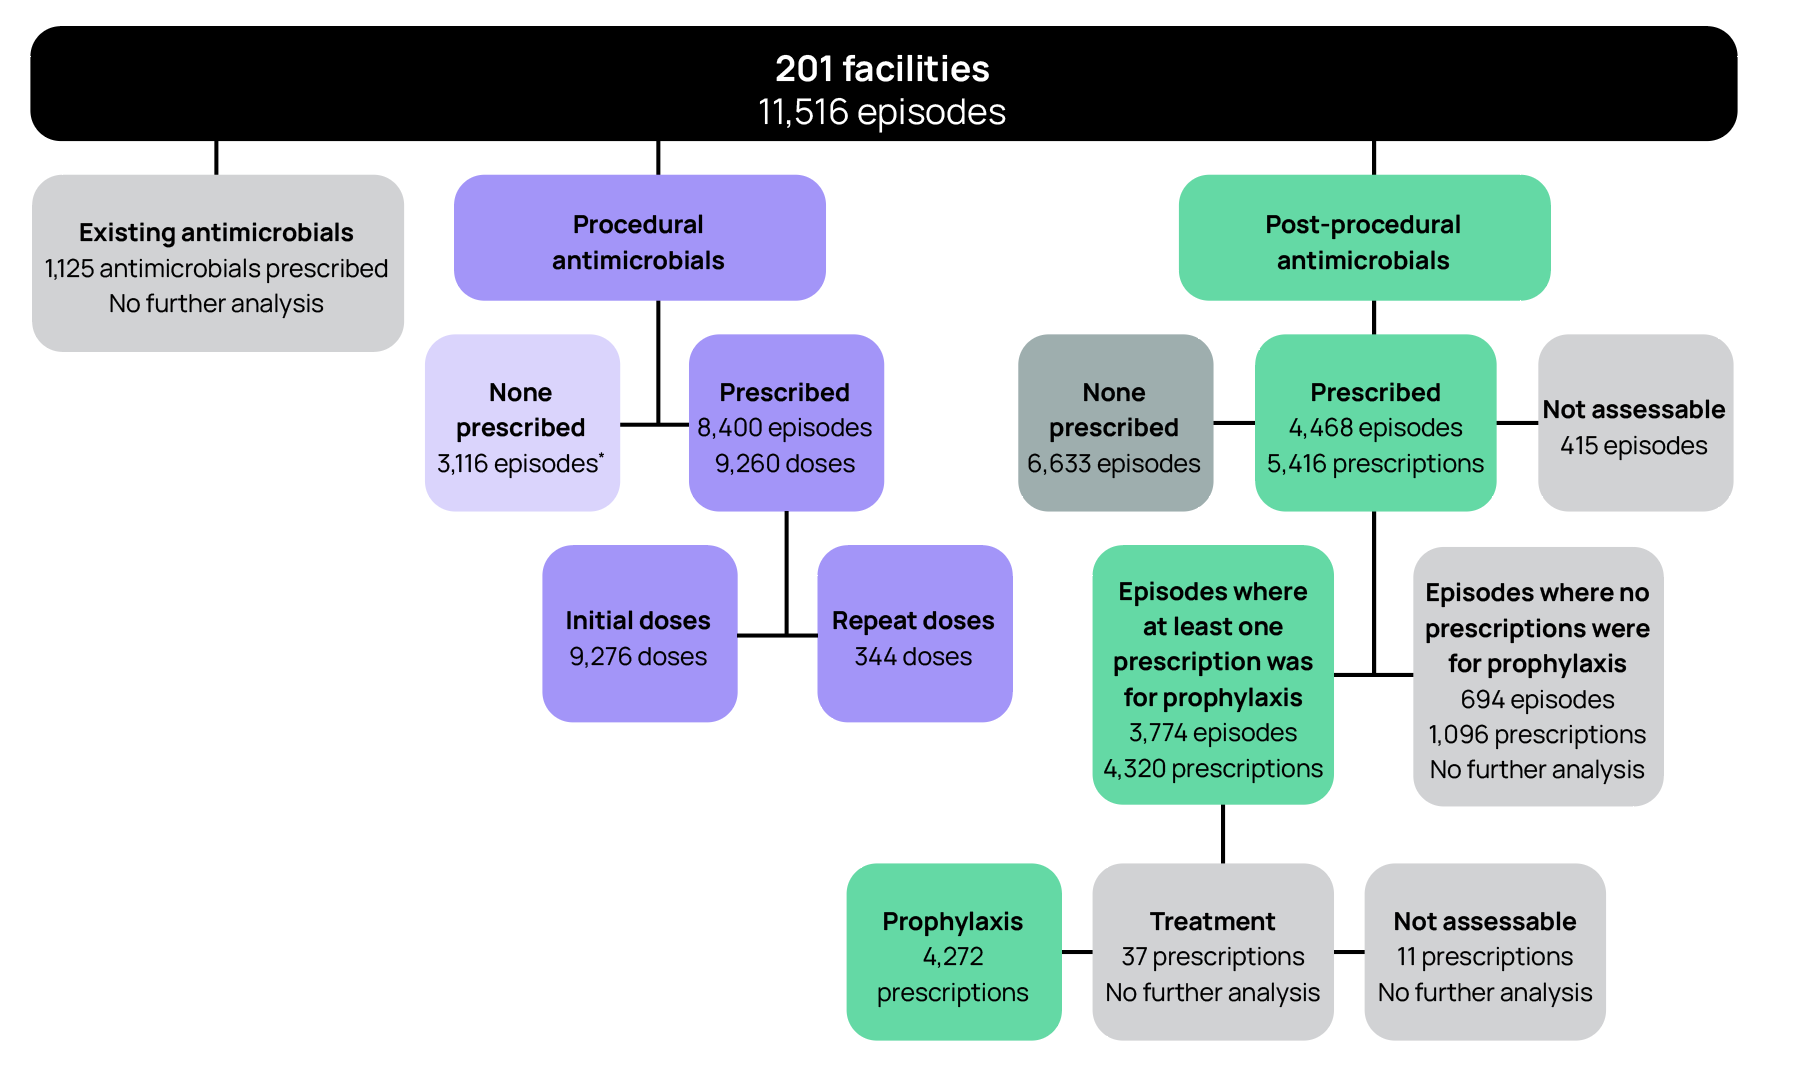 201 facilities
11,516 episodes
Existing antimicrobials
1,125 antimicrobials prescribed
No further analysis
Procedural
antimicrobials
Post-procedural
antimicrobials
None
prescribed
3,116 episodes*
Prescribed
8,400 episodes
9,260 doses
None
prescribed
6,633 episodes
Prescribed
4,468 episodes
5,416 prescriptions
Not assessable
415 episodes
Initial doses
9,276 doses
Repeat doses
344 doses
Episodes where
at least one
prescription was
for prophylaxis
3,774 episodes
4,320 prescriptions
Episodes where no
prescriptions were
for prophylaxis
694 episodes
1,096 prescriptions
No further analysis
Prophylaxis
4,272
prescriptions
Treatment
37 prescriptions
No further analysis
Not assessable
11 prescriptions
No further analysis